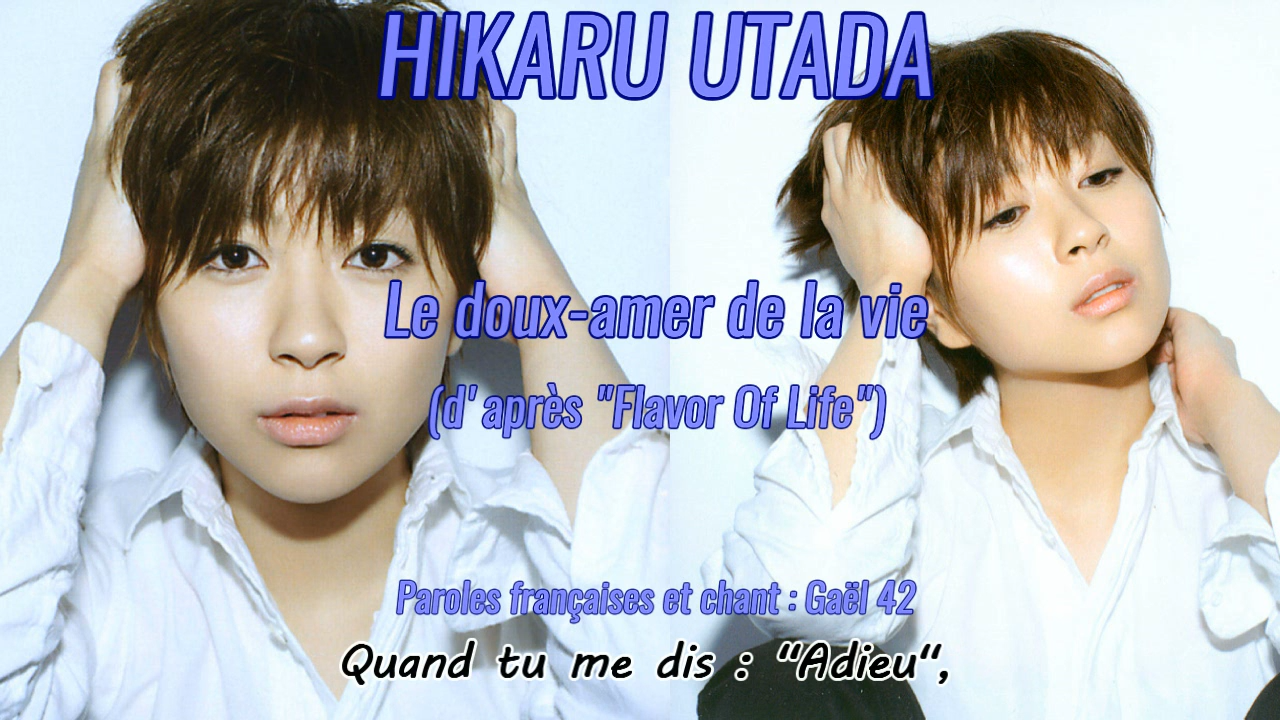 HIKARU UTADA
Le doux-amer de la vie
(d' après "Flavor Of Life")
Paroles françaises et chant : Gaël 42
Quand tu me dis : “Adieu“,